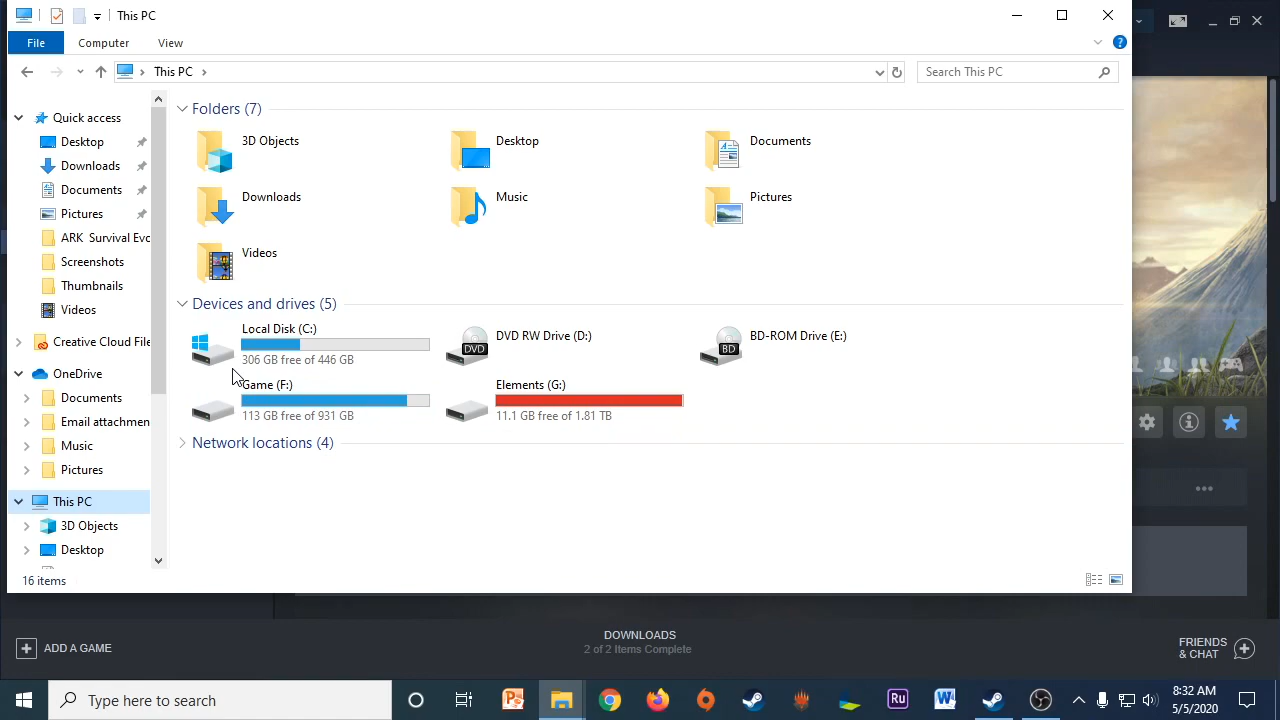 This PC
File
Computer
View
This PC
Search This PC
Quick access
Desktop
Downloads
Documents
Pictures
ARK Survival Evc
Screenshots
Thumbnails
Videos
Creative Cloud File
OneDrive
Documents
Email attachmen
Music
Pictures
This PC
3D Objects
Desktop
Folders (7)
3D Objects
Desktop
Documents
Downloads
Music
Pictures
Videos
Devices and drives (5)
Local Disk (C:)
306 GB free of 446 GB
DVD
DVD RW Drive (D:)
BD
BD-ROM Drive (E:)
Game (F:)
113 GB free of 931 GB
Elements (G:)
11.1 GB free of 1.81 TB
Network locations (4)
16 items
ADD A GAME
DOWNLOADS
2 of 2 Items Complete
FRIENDS
& CHAT
Type here to search
Ru
8:32 AM
5/5/2020